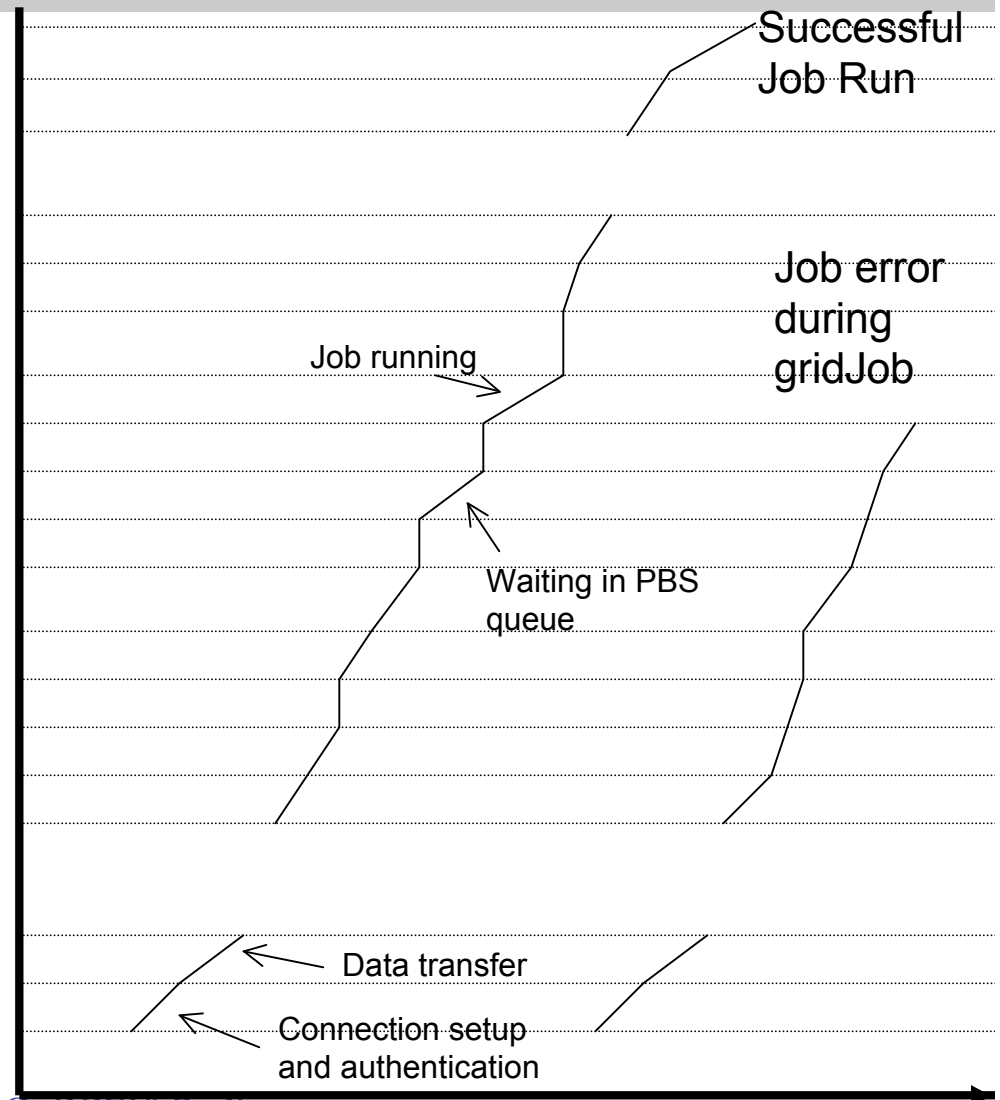 Successful
Job Run
Job error
during
gridJob
Job running
Waiting in PBS
queue
Data transfer
Connection setup
and authentication